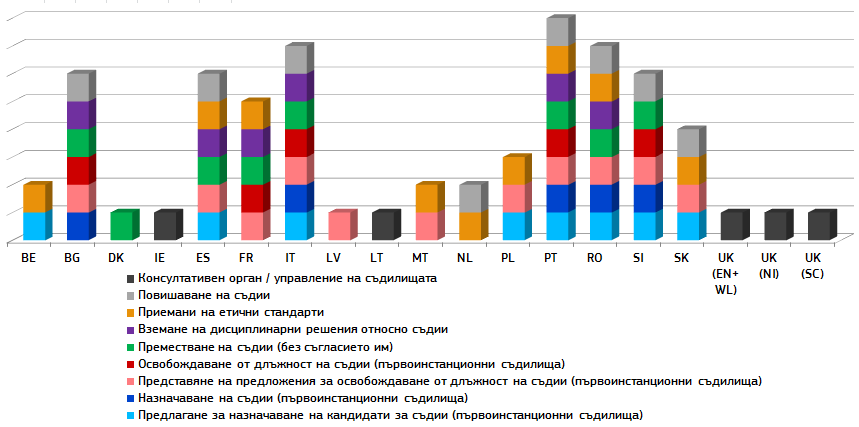 BE BG DK IE ES FR IT LV LT MT NL PL PT RO SI SK UK UK UK
(EN+ (NI) (SC)
WL)
Консултативен орган / управление на съдилищата
Повишаване на съдии
Приемани на етични стандарти
Вземане на дисциплинарни решения относно съдии
Преместване на съдии (без съгласието им)
Освобождаване от длъжност на съдии (първоинстанционни съдилища)
Представяне на предложения за освобождаване от длъжност на съдии (първоинстанционни съдилища)
Назначаване на съдии (първоинстанционни съдилища)
Предлагане за назначаване на кандидати за съдии (първоинстанционни съдилища)